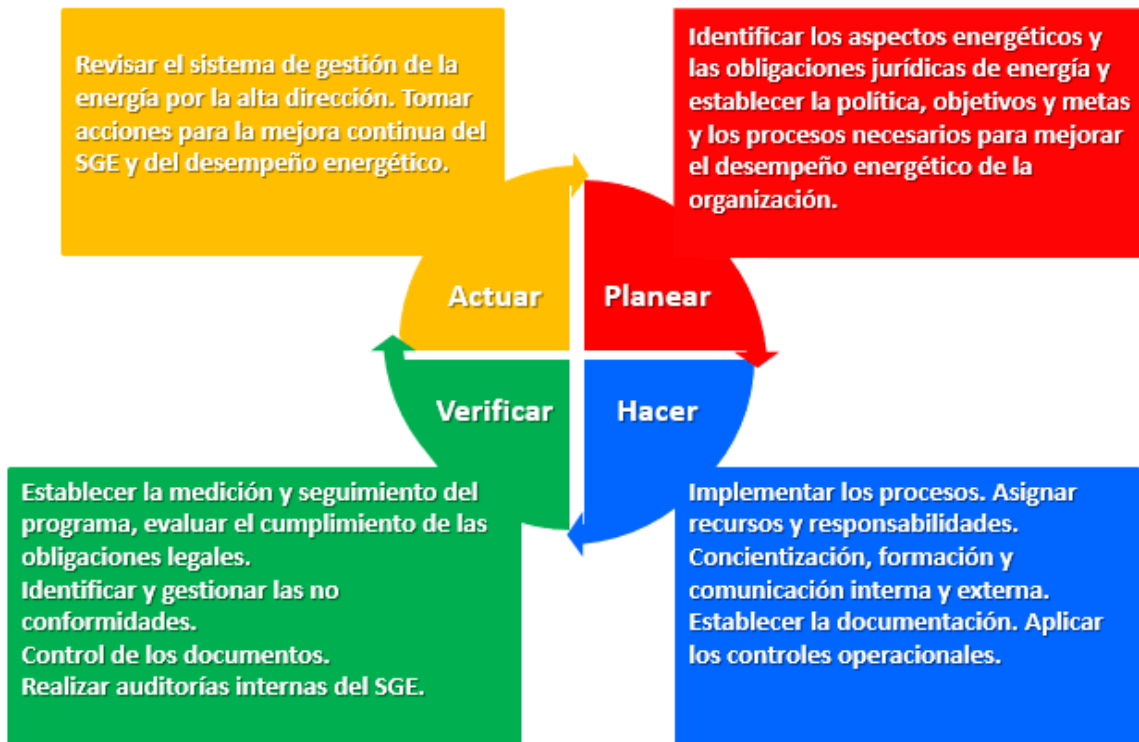 Revisar el sistema de gestión de la
energía por la alta dirección. Tomar
acciones para la mejora continua del
SGE y del desempeño energético.
Identificar los aspectos energéticos y
las obligaciones jurídicas de energía y
establecer la política, objetivos y metas
y los procesos necesarios para mejorar
el desempeño energético de la
organización.
Actuar
Planear
Verificar
Hacer
Establecer la medición y seguimiento del
programa, evaluar el cumplimiento de las
obligaciones legales.
Identificar y gestionar las no
conformidades.
Control de los documentos.
Realizar auditorías internas del SGE.
Implementar los procesos. Asignar
recursos y responsabilidades.
Concientización, formación y
comunicación interna y externa.
Establecer la documentación. Aplicar
los controles operacionales.